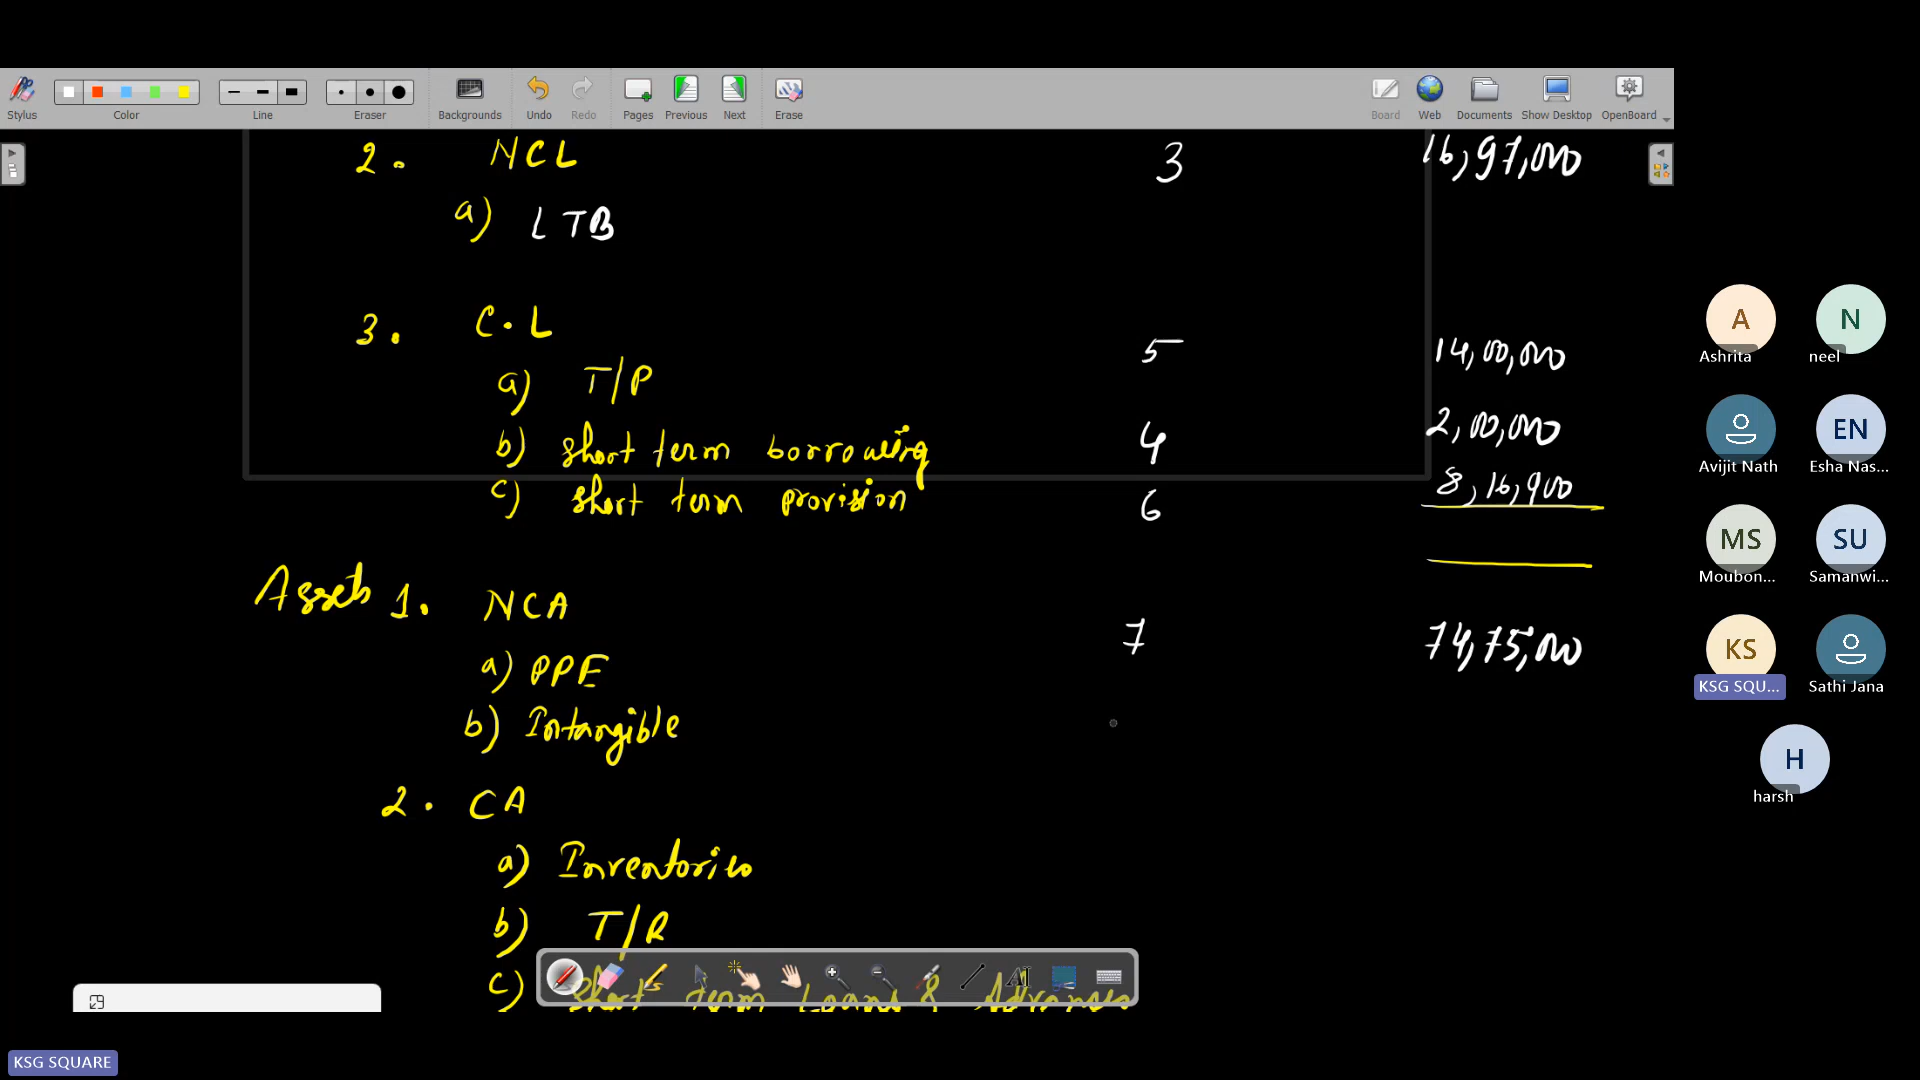 Stylus Color Line Eraser Backgrounds Undo Redo Pages Previous Next Erase Board Web Documents Show Desktop OpenBoard
2. NCL 3 16,97,000
a) LTB
3. C.L
a) T/P 5 14,00,000
b) short term borrowing 4 2,00,000
c) short term provision 6 8,16,900
Assets 1. NCA
a) PPE 7 74,75,000
b) Intangible
2. CA
a) Inventories
b) T/R
c) Short term Loans & Advances
A N
Ashrita neel
EN
Avijit Nath Esha Nas...
MS SU
Moubon... Samanwi...
KS
KSG SQU... Sathi Jana
H
harsh
KSG SQUARE